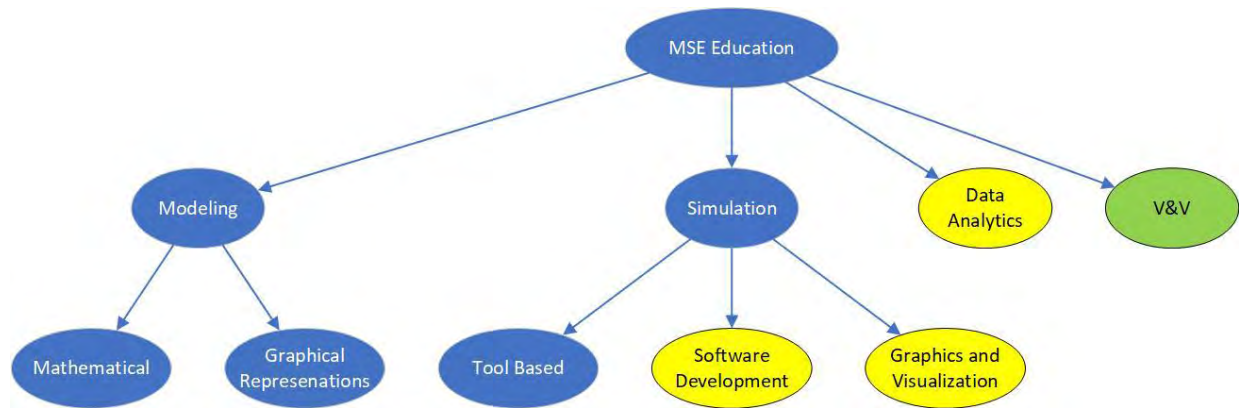 MSE Education
Modeling
Simulation
Data
Analytics
V&V
Mathematical
Graphical
Represenations
Tool Based
Software
Development
Graphics and
Visualization